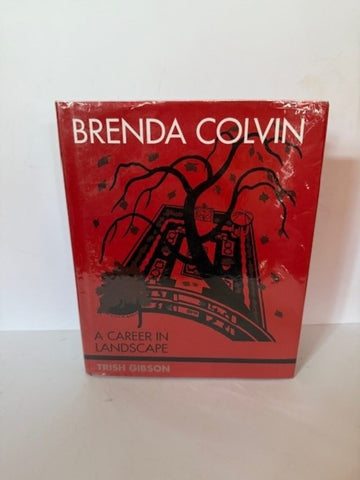 BRENDA COLVIN
A CAREER IN
LANDSCAPE
TRISH GIBSON